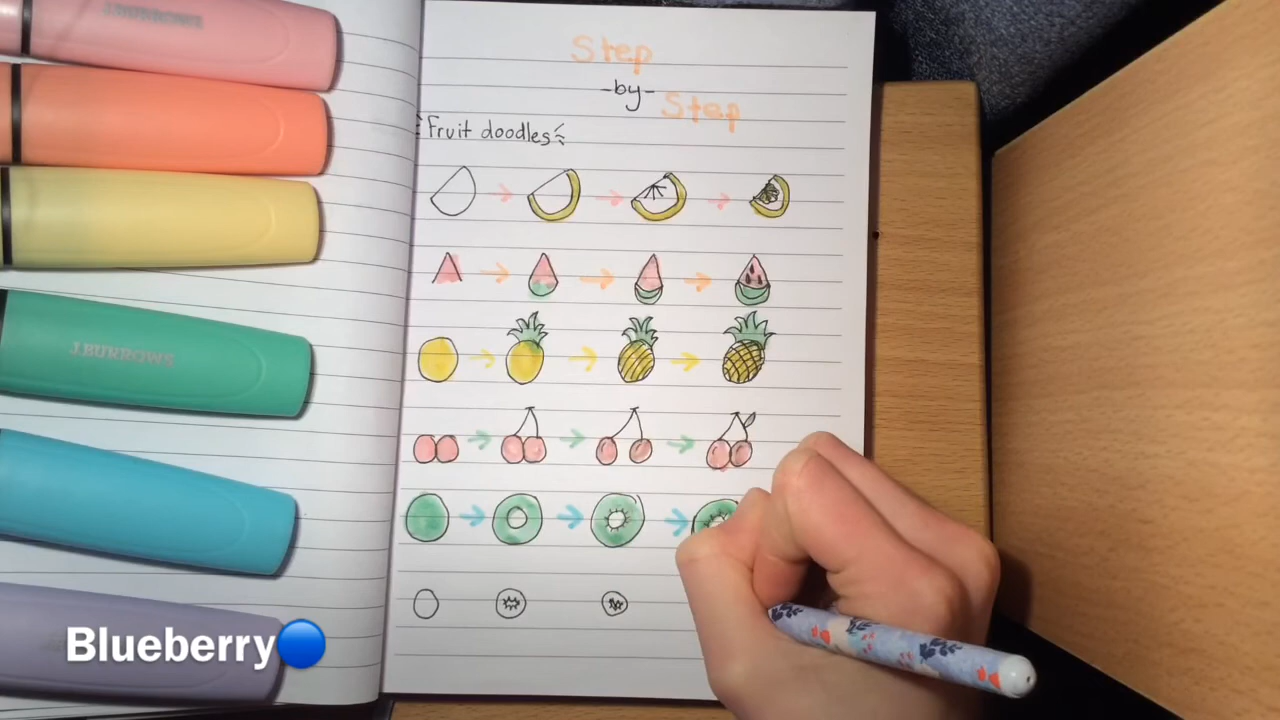 J.BURROWS
Step
-by-
Step
Fruit doodles
J.BURROWS
Blueberry